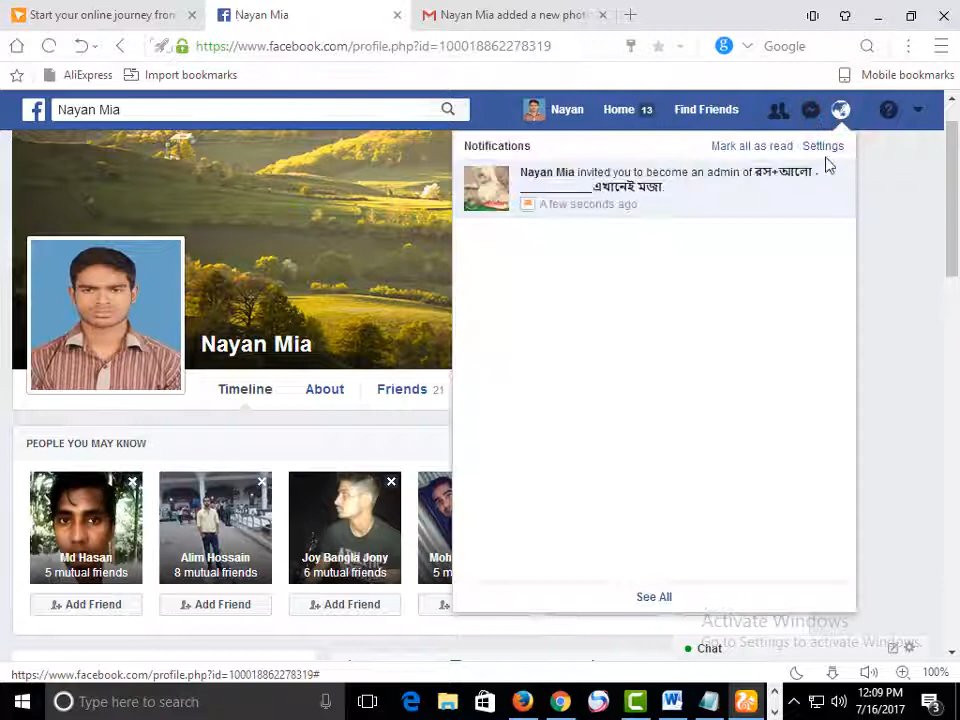 Start your online journey from
Nayan Mia
Nayan Mia added a new phot
https://www.facebook.com/profile.php?id=100018862278319
Google
AliExpress
Import bookmarks
Mobile bookmarks
Nayan Mia
Nayan
Home 13
Find Friends
Notifications
Mark all as read
Settings
Nayan Mia invited you to become an admin of রস+আলো -
____________এখানেই মজা.
A few seconds ago
Nayan Mia
Timeline
About
Friends 21
PEOPLE YOU MAY KNOW
Md Hasan
5 mutual friends
Add Friend
Alim Hossain
8 mutual friends
Add Friend
Joy Bangla Jony
6 mutual friends
Add Friend
Moh
5 m
See All
Activate Windows
Go to Settings to activate Windows.
Chat
https://www.facebook.com/profile.php?id=100018862278319#
100%
Type here to search
12:09 PM
7/16/2017
3